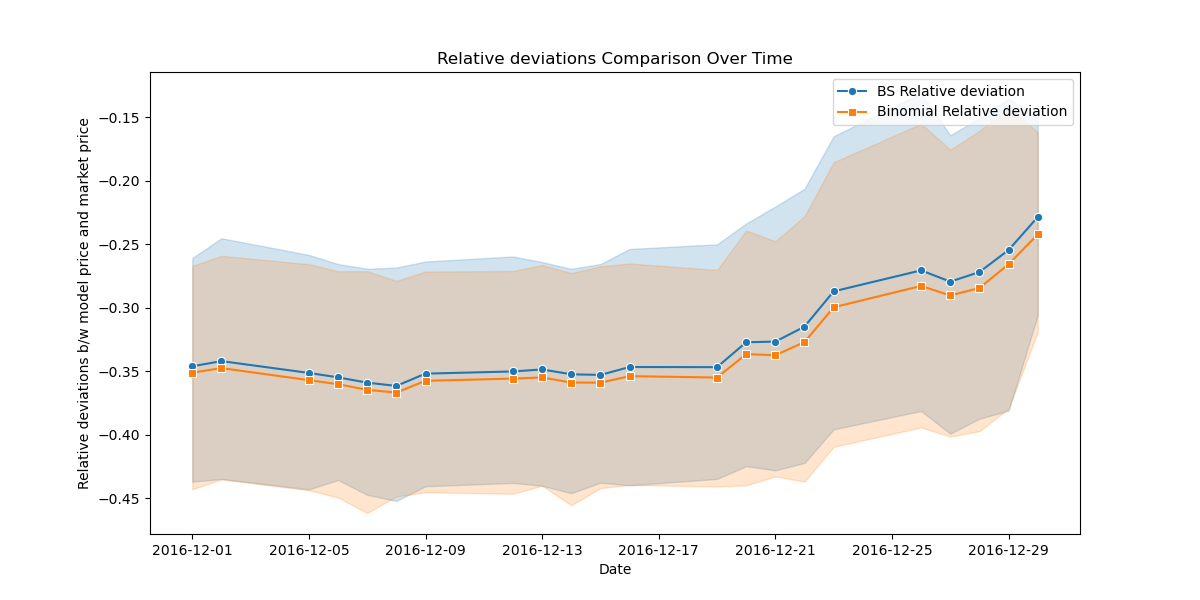 Relative deviations Comparison Over Time
BS Relative deviation
Binomial Relative deviation
Relative deviations b/w model price and market price
−0.15
−0.20
−0.25
−0.30
−0.35
−0.40
−0.45
2016-12-01 2016-12-05 2016-12-09 2016-12-13 2016-12-17 2016-12-21 2016-12-25 2016-12-29
Date